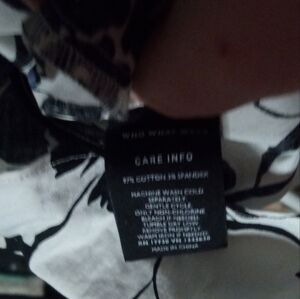 WHO WHAT WEAR
CARE INFO
97% COTTON 3% SPANDEX
MACHINE WASH COLD
SEPARATELY
GENTLE CYCLE
ONLY NON-CHLORINE
BLEACH IF NEEDED
TUMBLE DRY LOW
REMOVE PROMPTLY
WARM IRON IF NEEDED
MADE IN CHINA